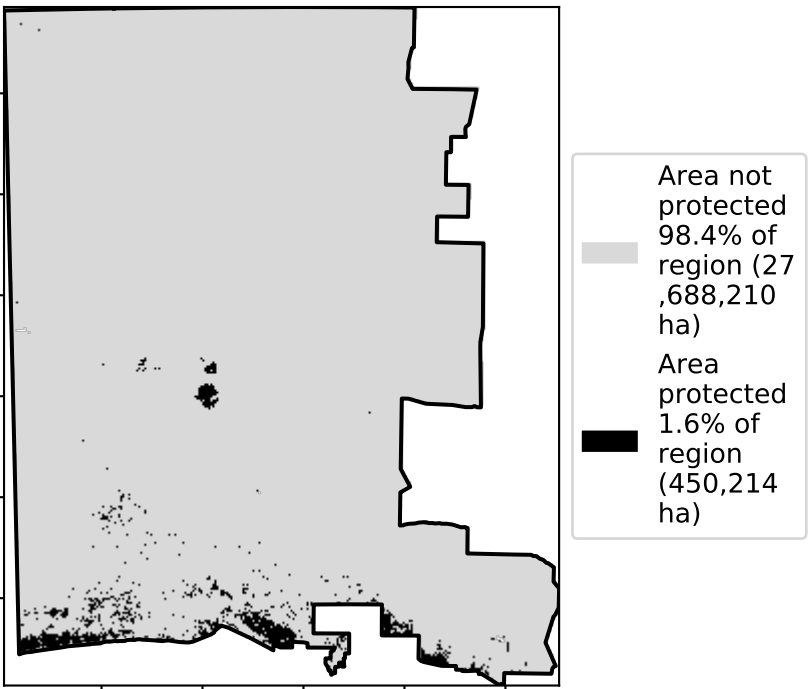 Area not
protected
98.4% of
region (27
,688,210
ha)
Area
protected
1.6% of
region
(450,214
ha)